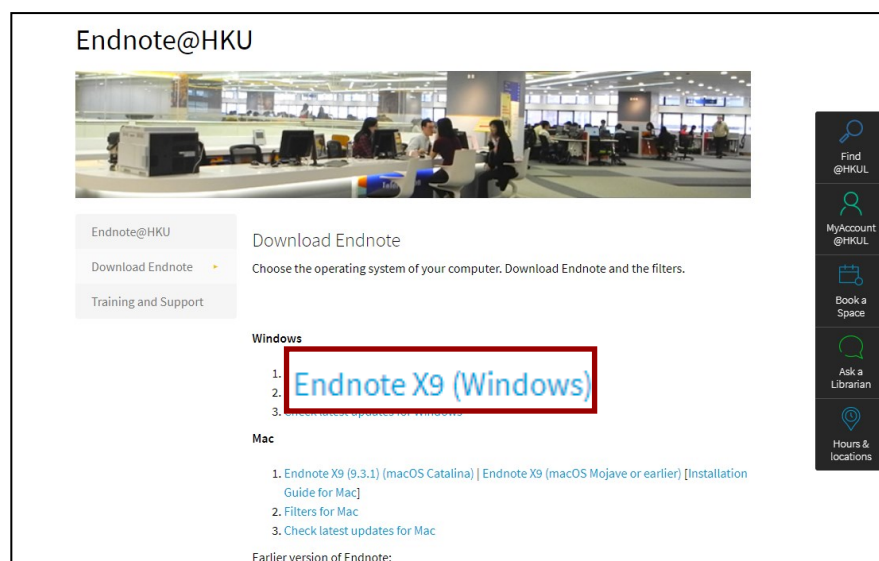 Endnote@HKU
Endnote@HKU
Download Endnote
Training and Support
Download Endnote
Choose the operating system of your computer. Download Endnote and the filters.
Windows
1.
Endnote X9 (Windows)
2.
3. Check latest updates for Windows
Mac
1. Endnote X9 (9.3.1) (macOS Catalina) | Endnote X9 (macOS Mojave or earlier) [Installation
Guide for Mac]
2. Filters for Mac
3. Check latest updates for Mac
Earlier version of Endnote:
Find
@HKUL
MyAccount
@HKUL
Book a
Space
Ask a
Librarian
Hours &
locations